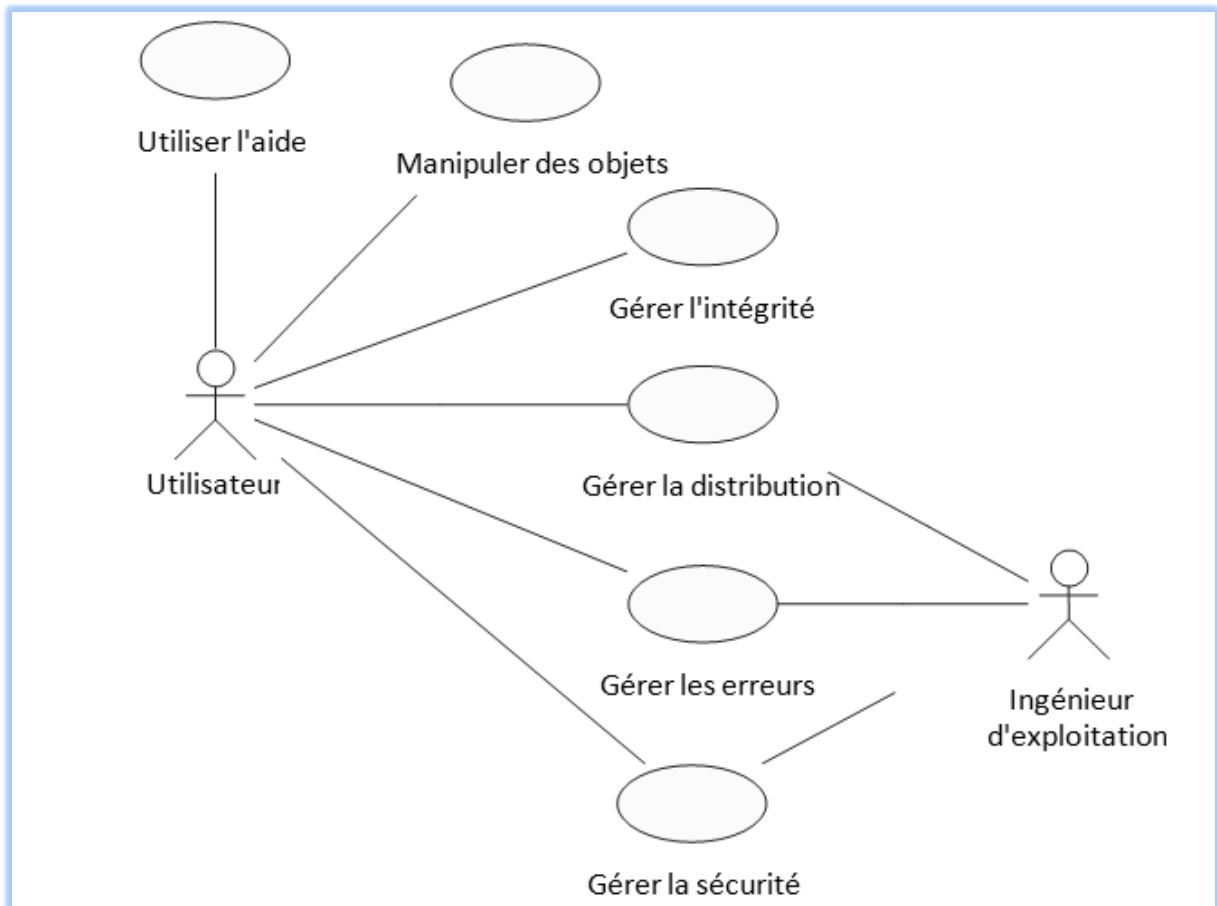 Utiliser l'aide
Manipuler des objets
Gérer l'intégrité
Gérer la distribution
Utilisateur
Gérer les erreurs
Ingénieur
d'exploitation
Gérer la sécurité